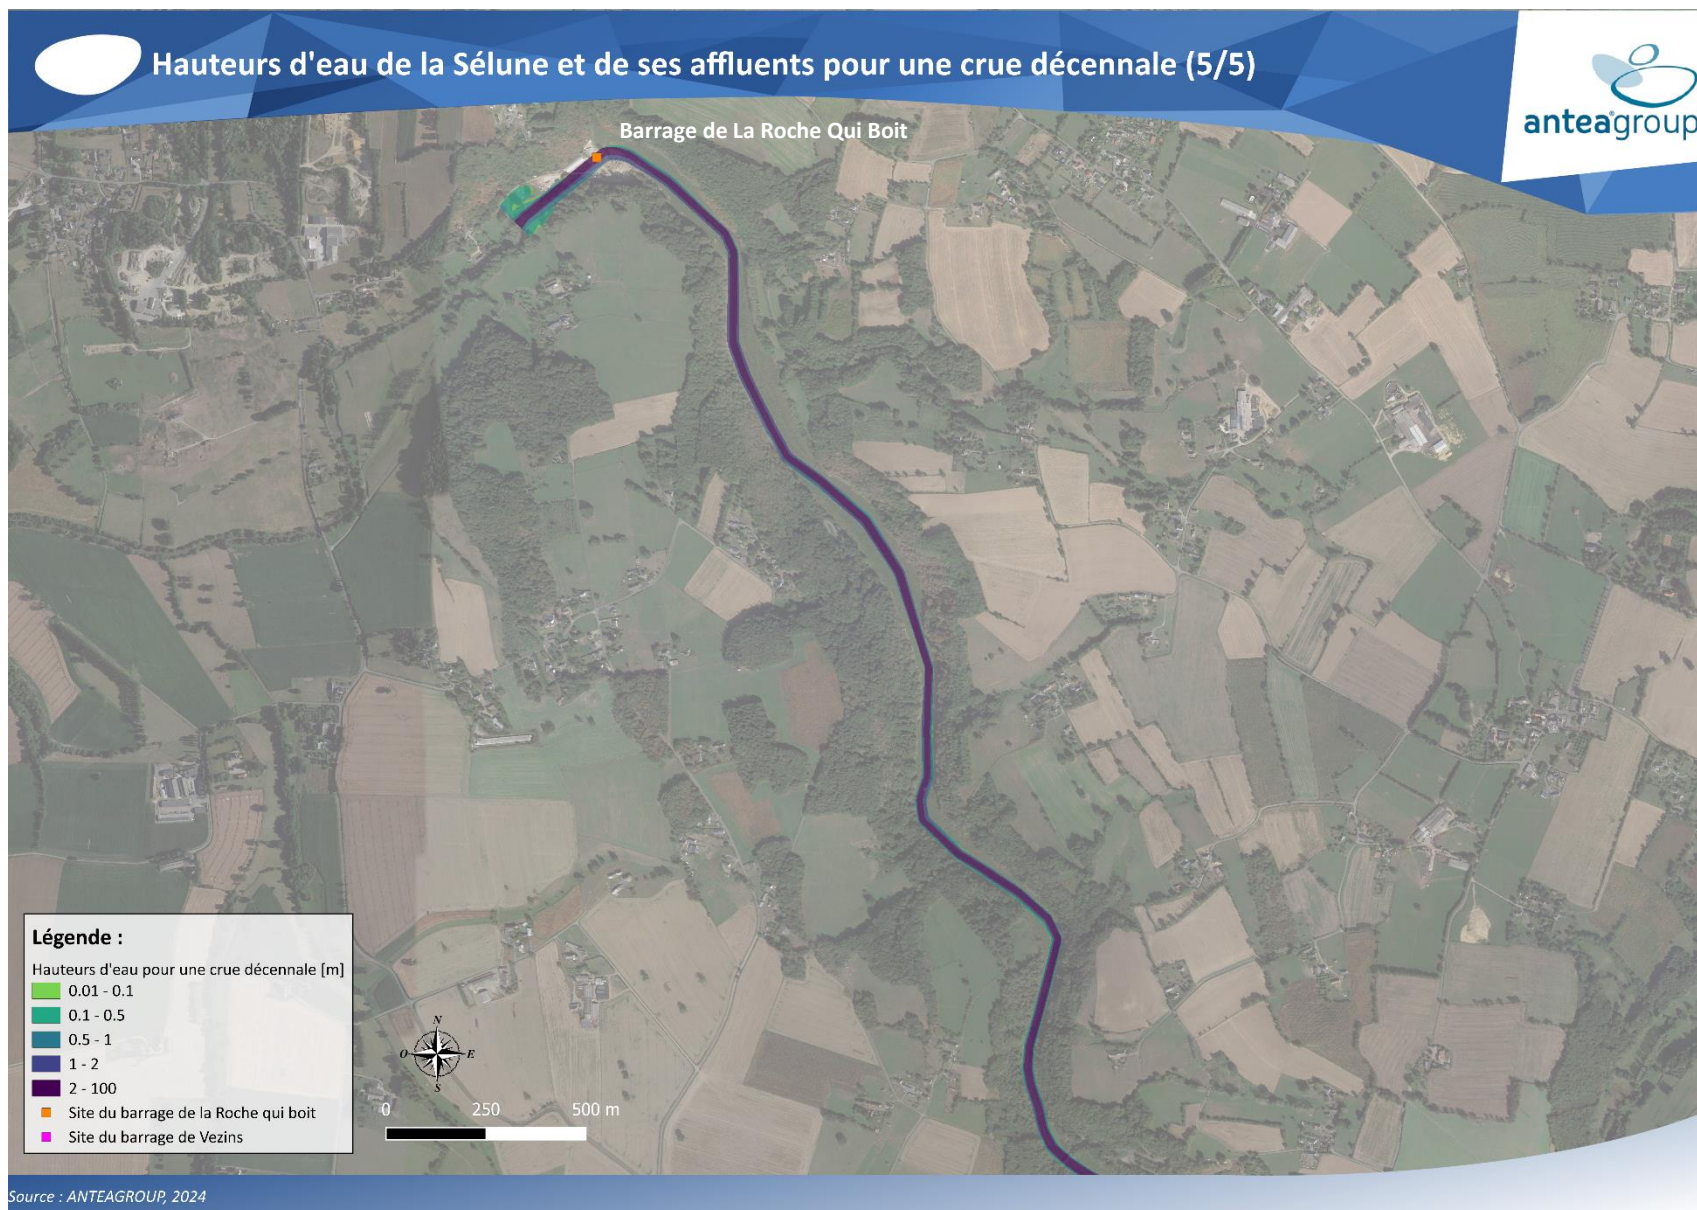 Hauteurs d'eau de la Sélune et de ses affluents pour une crue décennale (5/5)
anteagroup
Barrage de La Roche Qui Boit
Légende :
Hauteurs d'eau pour une crue décennale [m]
0.01 - 0.1
0.1 - 0.5
0.5 - 1
1 - 2
2 - 100
Site du barrage de la Roche qui boit
Site du barrage de Vezins
N
O E
S
0 250 500 m
Source : ANTEAGROUP, 2024